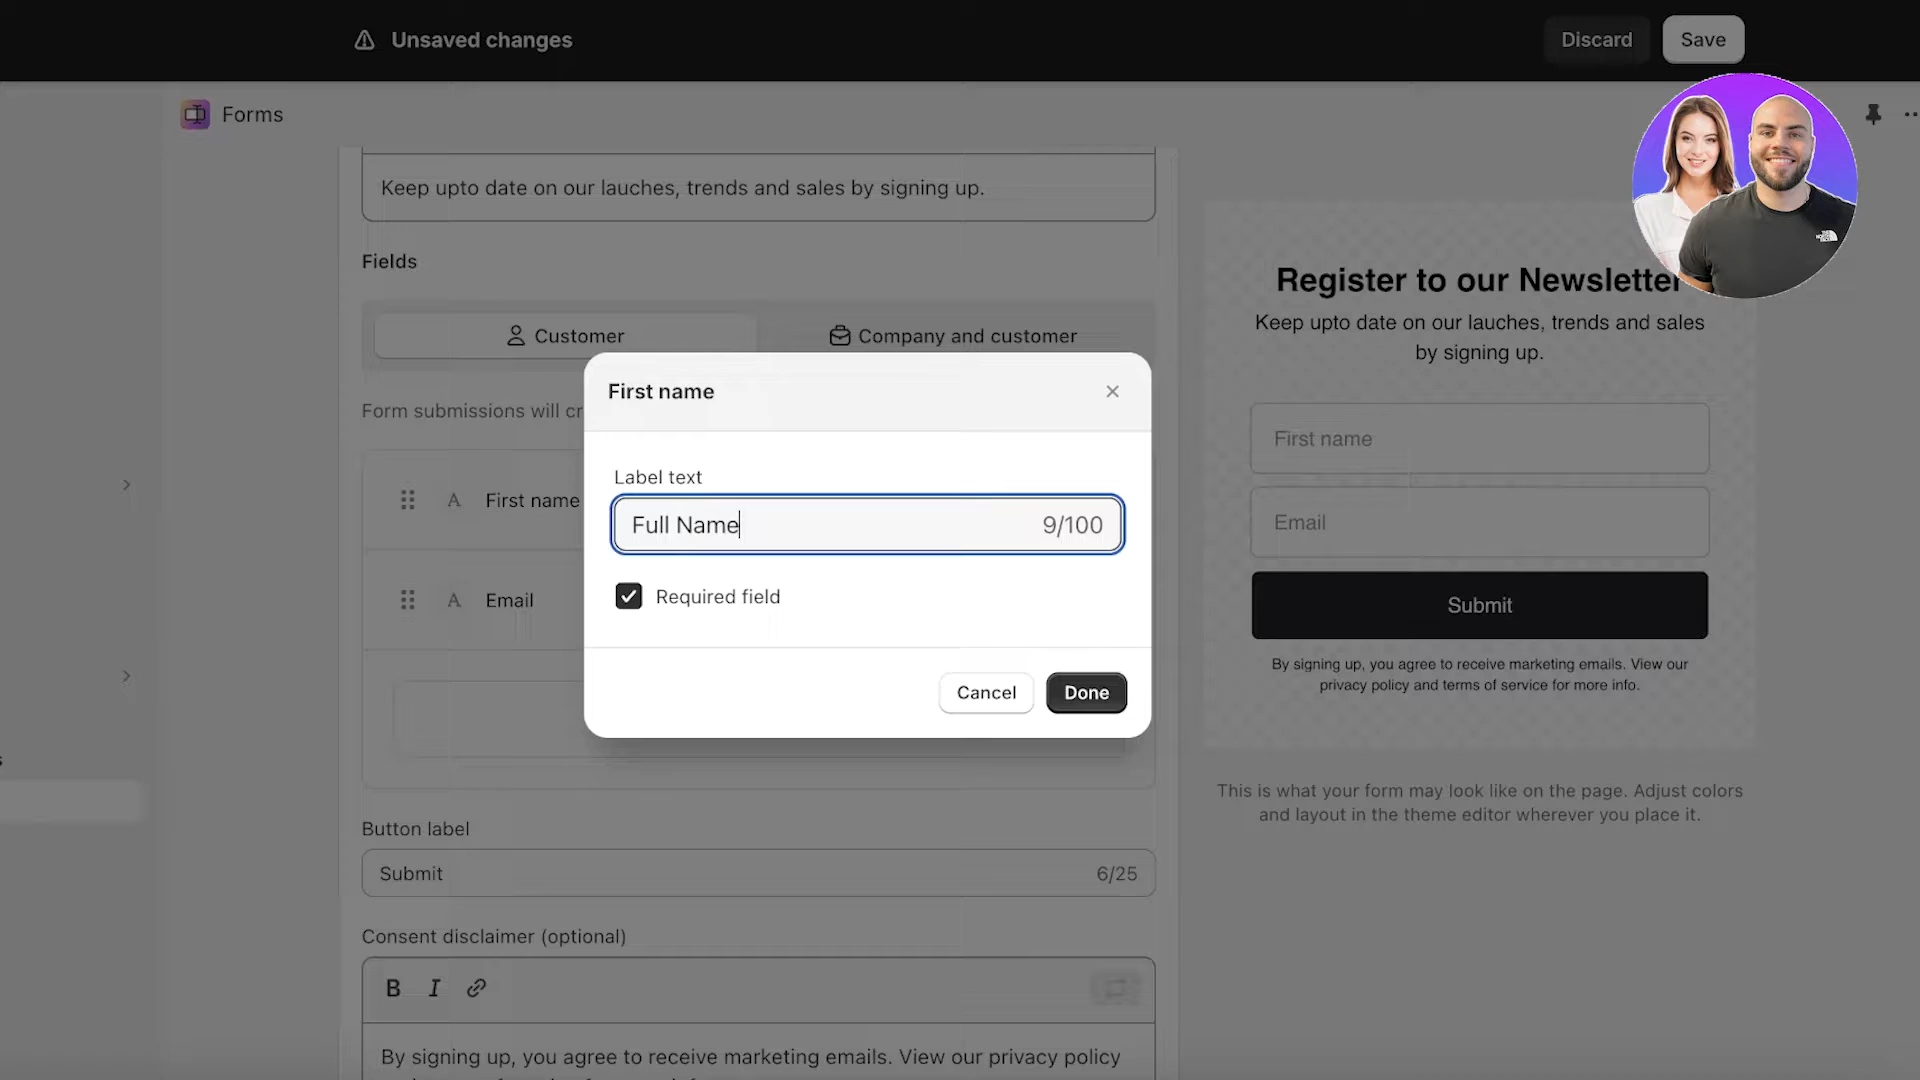 Unsaved changes
Discard
Save
Forms
Keep upto date on our lauches, trends and sales by signing up.
Fields
Customer
Company and customer
Form submissions will cr
A First name
A Email
First name
Label text
Full Name
9/100
Required field
Cancel
Done
Button label
Submit
6/25
Consent disclaimer (optional)
B I
By signing up, you agree to receive marketing emails. View our privacy policy
Register to our Newsletter
Keep upto date on our lauches, trends and sales
by signing up.
First name
Email
Submit
By signing up, you agree to receive marketing emails. View our
privacy policy and terms of service for more info.
This is what your form may look like on the page. Adjust colors
and layout in the theme editor wherever you place it.